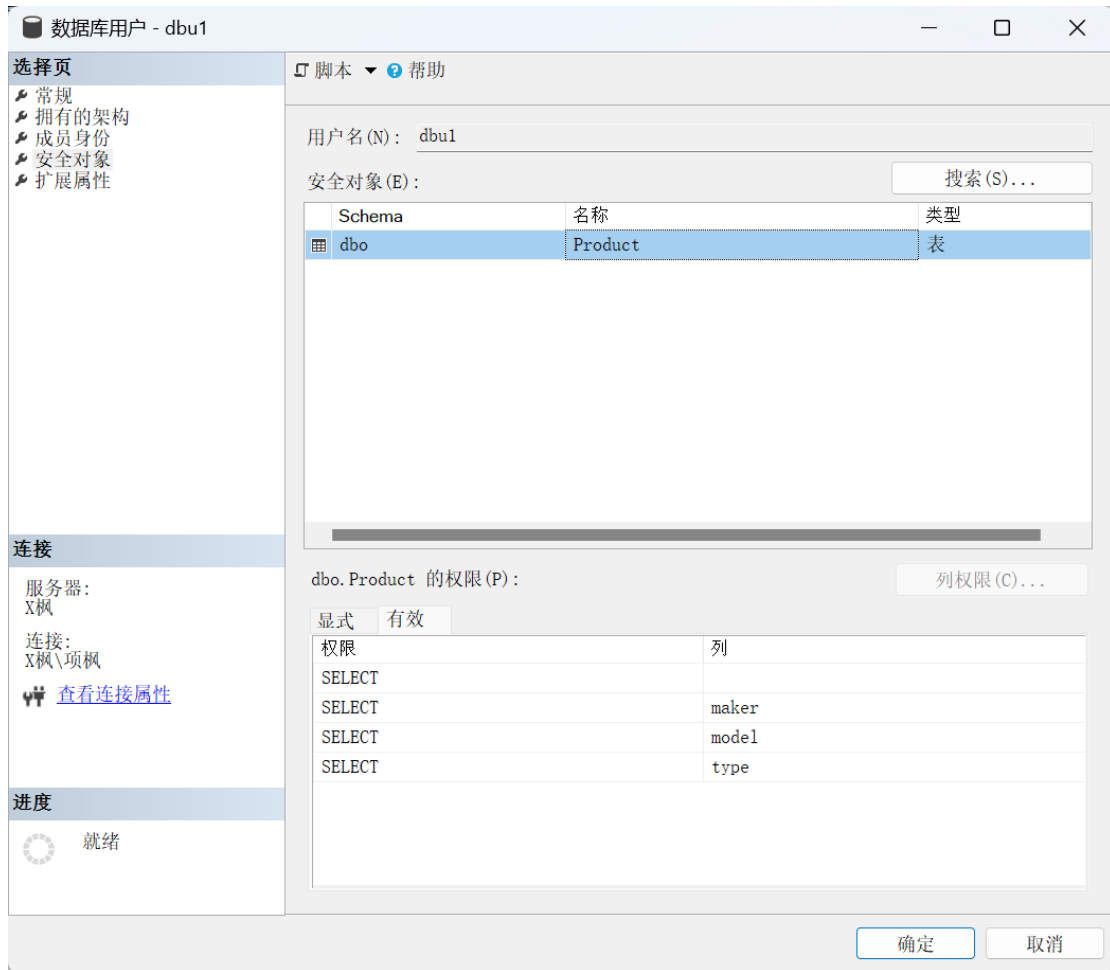 数据库用户 - dbu1
选择页
常规
拥有的架构
成员身份
安全对象
扩展属性
脚本 帮助
用户名(N): dbu1
安全对象(E):
搜索(S)...
Schema 名称 类型
dbo Product 表
连接
服务器:
X枫
连接:
X枫\项枫
查看连接属性
进度
就绪
dbo.Product 的权限(P):
列权限(C)...
显式 有效
权限 列
SELECT
SELECT maker
SELECT model
SELECT type
确定 取消